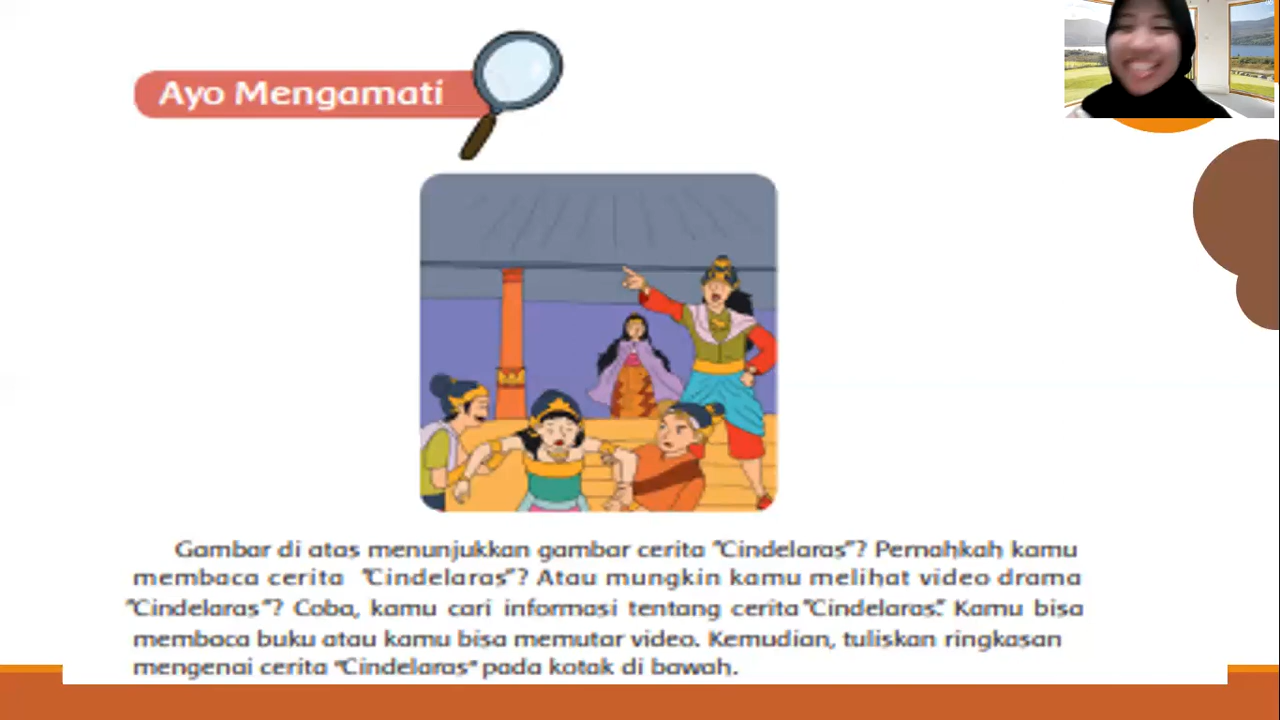 Ayo Mengamati
Gambar di atas menunjukkan gambar cerita "Cindelaras"? Pernahkah kamu
membaca cerita "Cindelaras"? Atau mungkin kamu melihat video drama
"Cindelaras"? Coba, kamu cari informasi tentang cerita "Cindelaras". Kamu bisa
membaca buku atau kamu bisa memutar video. Kemudian, tuliskan ringkasan
mengenai cerita "Cindelaras" pada kotak di bawah.